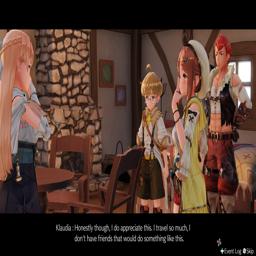 Klaudia : Honestly though, I do appreciate this. I travel so much, I
don't have friends that would do something like this.
Event Log Skip